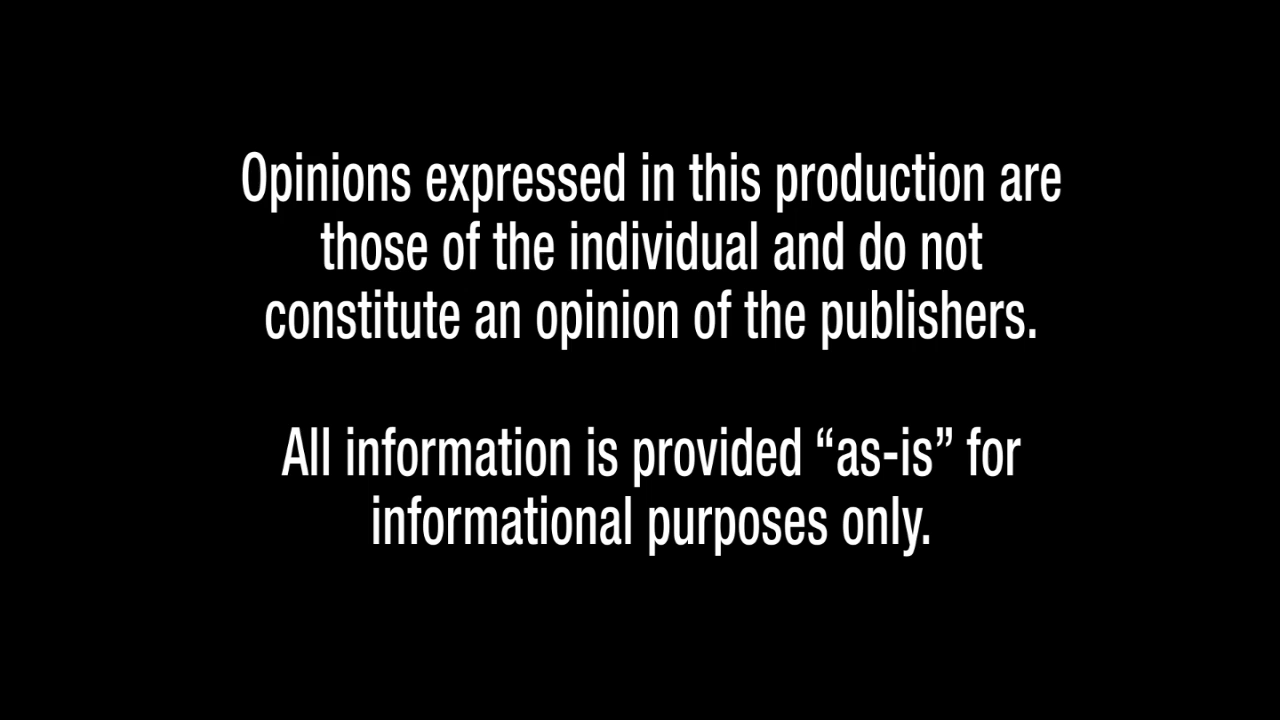 Opinions expressed in this production are
those of the individual and do not
constitute an opinion of the publishers.
All information is provided “as-is” for
informational purposes only.